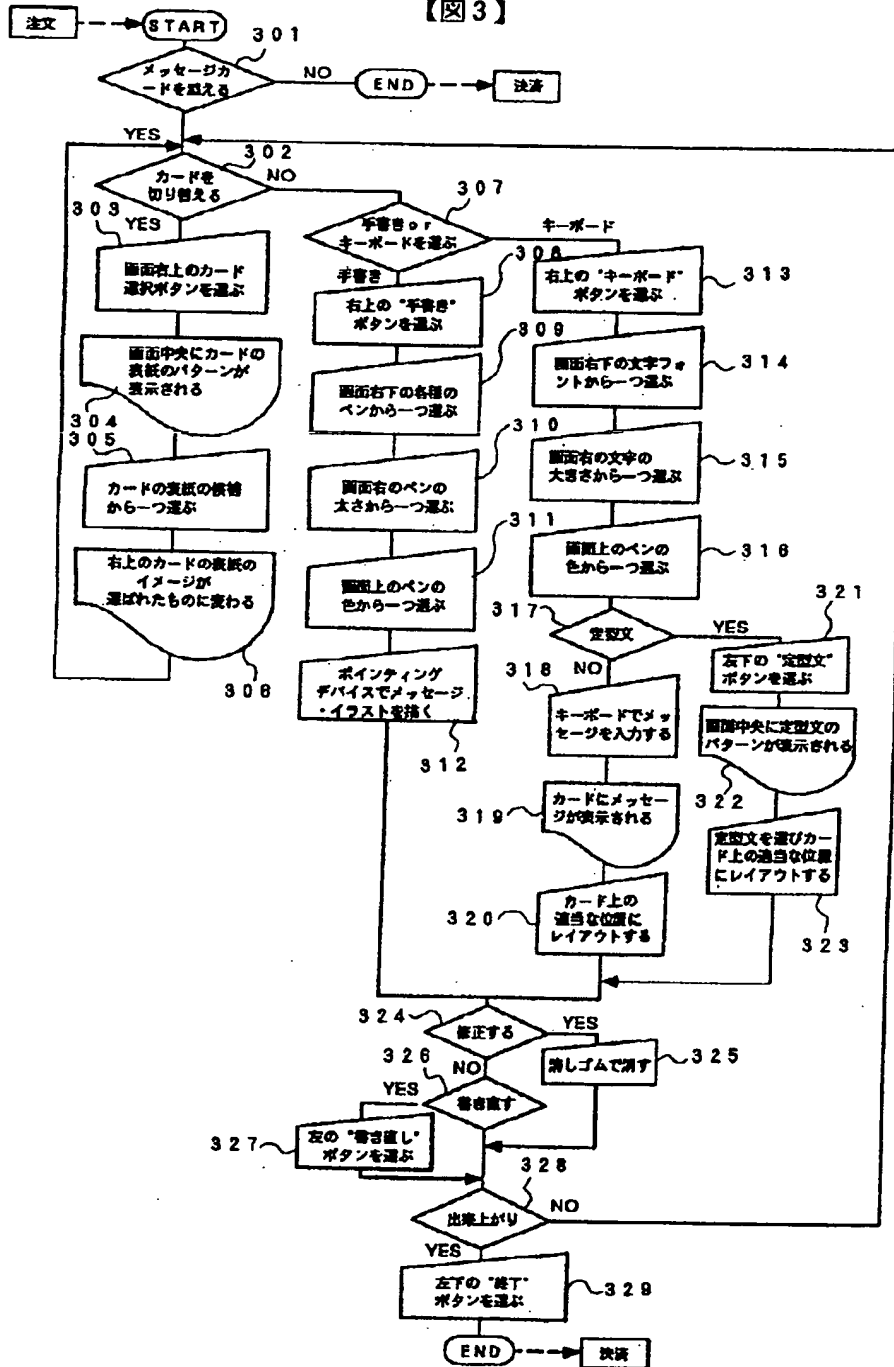 【図3】
注文
START
301
メッセージカ
ードを添える
NO
END
決済
YES
302
カードを
切り替える
NO
303
YES
画面右上のカード
選択ボタンを選ぶ
画面中央にカードの
表紙のパターンが
表示される
304
305
カードの表紙の候補
から一つ選ぶ
右上のカードの表紙の
イメージが
選ばれたものに変わる
306
307
手書きor
キーボードを選ぶ
キーボード
手書き
308
右上の"手書き"
ボタンを選ぶ
309
画面右下の各種の
ペンから一つ選ぶ
310
画面右のペンの
太さから一つ選ぶ
311
画面上のペンの
色から一つ選ぶ
ポインティング
デバイスでメッセージ
・イラストを描く
312
右上の"キーボード"
ボタンを選ぶ
313
画面右下の文字フォ
ントから一つ選ぶ
314
画面右の文字の
大きさから一つ選ぶ
315
画面上のペンの
色から一つ選ぶ
316
317
定型文
YES
NO
321
左下の"定型文"
ボタンを選ぶ
318
キーボードでメッ
セージを入力する
画面中央に定型文の
パターンが表示される
322
319
カードにメッセー
ジが表示される
定型文を選びカー
ド上の適当な位置
にレイアウトする
323
320
カード上の
適当な位置に
レイアウトする
324
修正する
YES
325
消しゴムで消す
326
NO
YES
書き直す
327
左の"書き直し"
ボタンを選ぶ
328
出来上がり
NO
YES
左下の"終了"
ボタンを選ぶ
329
END
決済